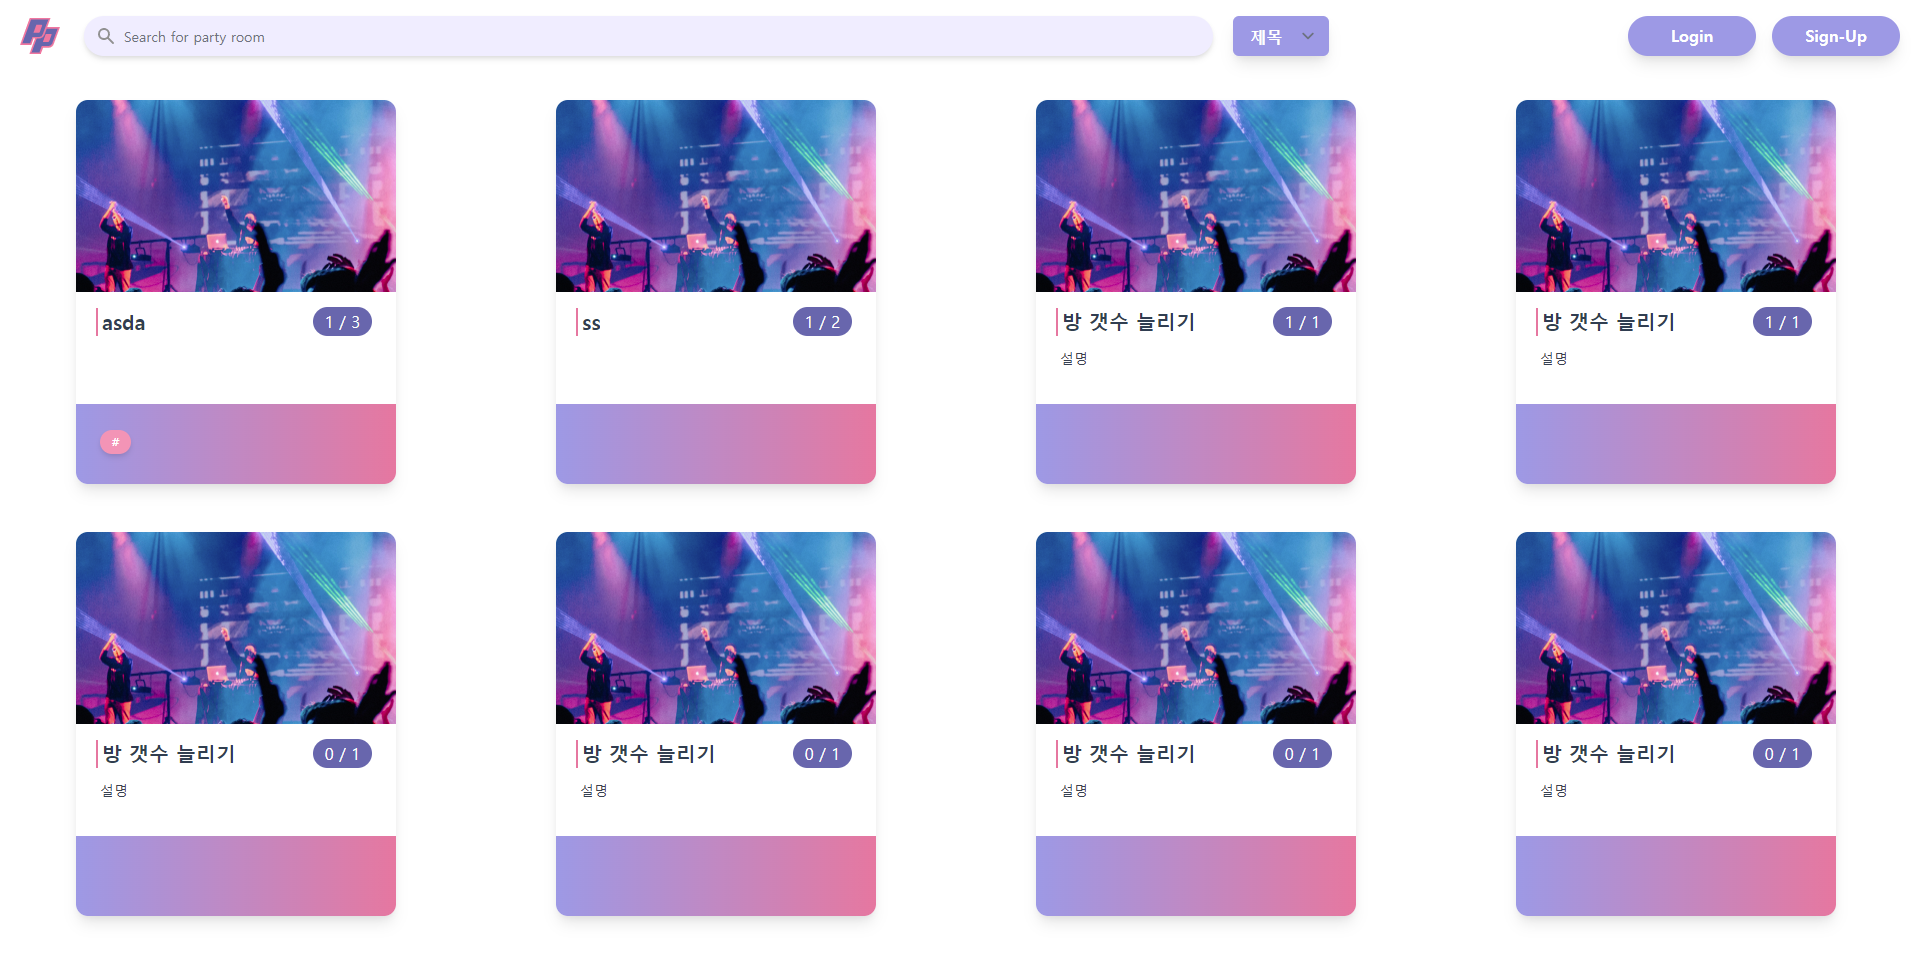 PP
Search for party room
제목
Login
Sign-Up
asda
1 / 3
#
ss
1 / 2
방 갯수 늘리기
1 / 1
설명
방 갯수 늘리기
1 / 1
설명
방 갯수 늘리기
0 / 1
설명
방 갯수 늘리기
0 / 1
설명
방 갯수 늘리기
0 / 1
설명
방 갯수 늘리기
0 / 1
설명